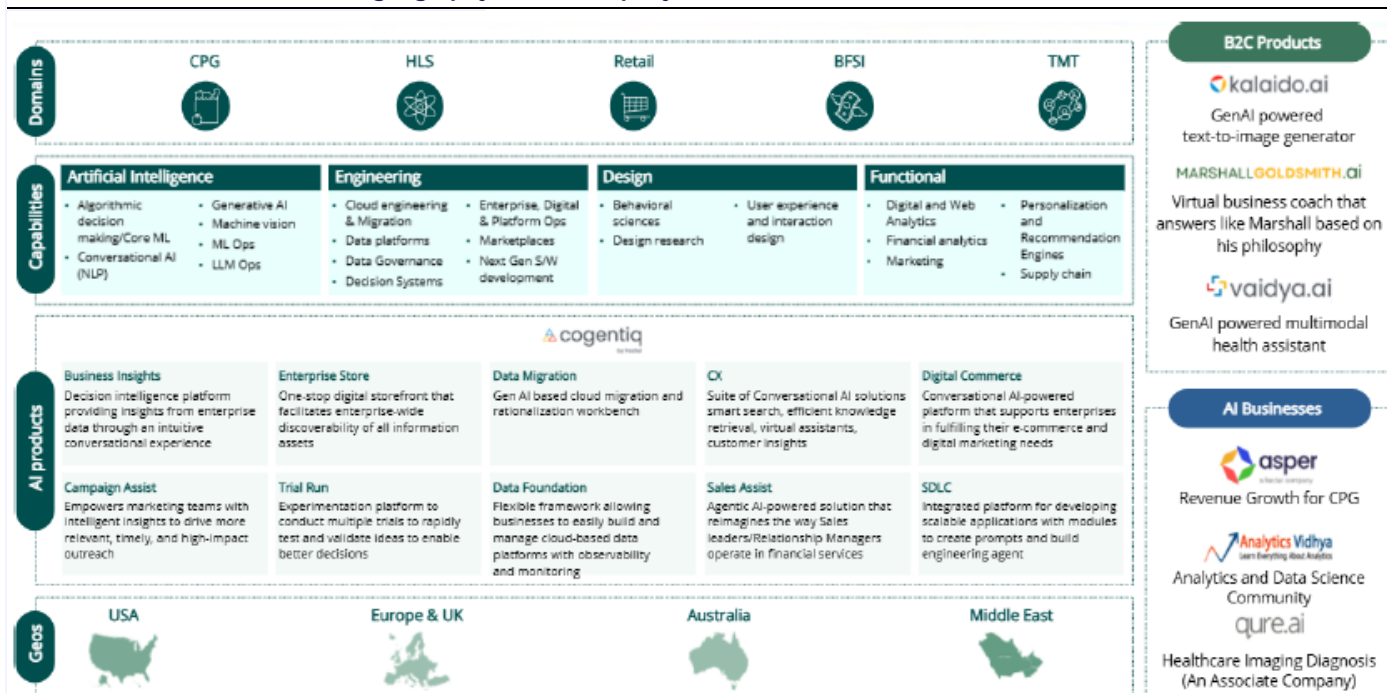 Domains
CPG
HLS
Retail
BFSI
TMT
Capabilities
Artificial Intelligence
• Algorithmic
decision
making/Core ML
• Conversational AI
(NLP)
• Generative AI
• Machine vision
• ML Ops
• LLM Ops
Engineering
• Cloud engineering
& Migration
• Data platforms
• Data Governance
• Decision Systems
• Enterprise, Digital
& Platform Ops
• Marketplaces
• Next Gen S/W
development
Design
• Behavioral
sciences
• Design research
• User experience
and interaction
design
Functional
• Digital and Web
Analytics
• Financial analytics
• Marketing
• Personalization
and
Recommendation
Engines
• Supply chain
AI products
cogentiq
Business Insights
Decision intelligence platform
providing insights from enterprise
data through an intuitive
conversational experience
Enterprise Store
One-stop digital storefront that
facilitates enterprise-wide
discoverability of all information
assets
Data Migration
Gen AI based cloud migration and
rationalization workbench
CX
Suite of Conversational AI solutions
smart search, efficient knowledge
retrieval, virtual assistants,
customer insights
Digital Commerce
Conversational AI-powered
platform that supports enterprises
in fulfilling their e-commerce and
digital marketing needs
Campaign Assist
Empowers marketing teams with
intelligent insights to drive more
relevant, timely, and high-impact
outreach
Trial Run
Experimentation platform to
conduct multiple trials to rapidly
test and validate ideas to enable
better decisions
Data Foundation
Flexible framework allowing
businesses to easily build and
manage cloud-based data
platforms with observability
and monitoring
Sales Assist
Agentic AI-powered solution that
reimagines the way Sales
leaders/Relationship Managers
operate in financial services
SDLC
Integrated platform for developing
scalable applications with modules
to create prompts and build
engineering agent
Geos
USA
Europe & UK
Australia
Middle East
B2C Products
kalaido.ai
GenAI powered
text-to-image generator
MARSHALLGOLDSMITH.ai
Virtual business coach that
answers like Marshall based on
his philosophy
vaidya.ai
GenAI powered multimodal
health assistant
AI Businesses
asper
Revenue Growth for CPG
Analytics Vidhya
Learn Everything About Analytics
Analytics and Data Science
Community
qure.ai
Healthcare Imaging Diagnosis
(An Associate Company)